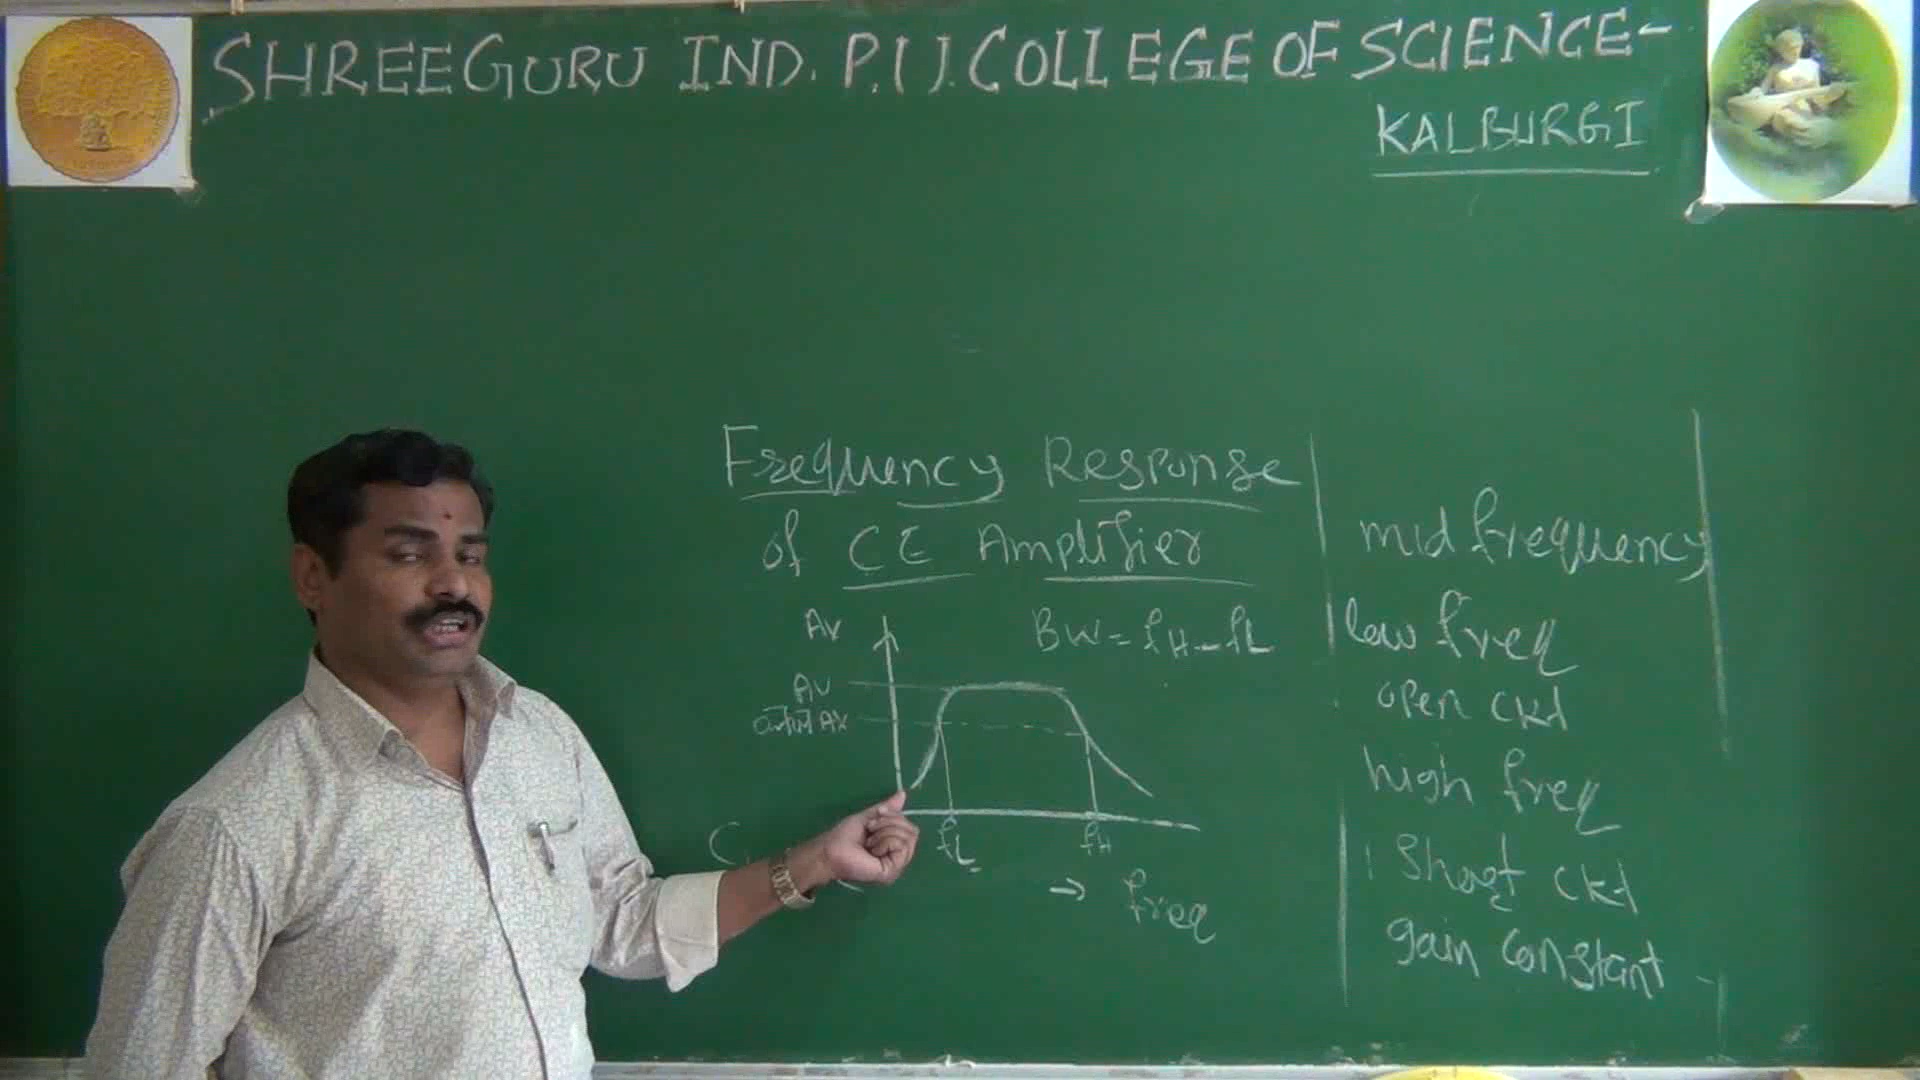 SHREEGURU IND. P.U.COLLEGE OF SCIENCE-
KALBURGI
Frequency Response
of CE Amplifier
Av
BW = fH - fL
Av
Av
fL
fH
→ freq
mid frequency
low freq
open ckt
high freq
short ckt
gain constant